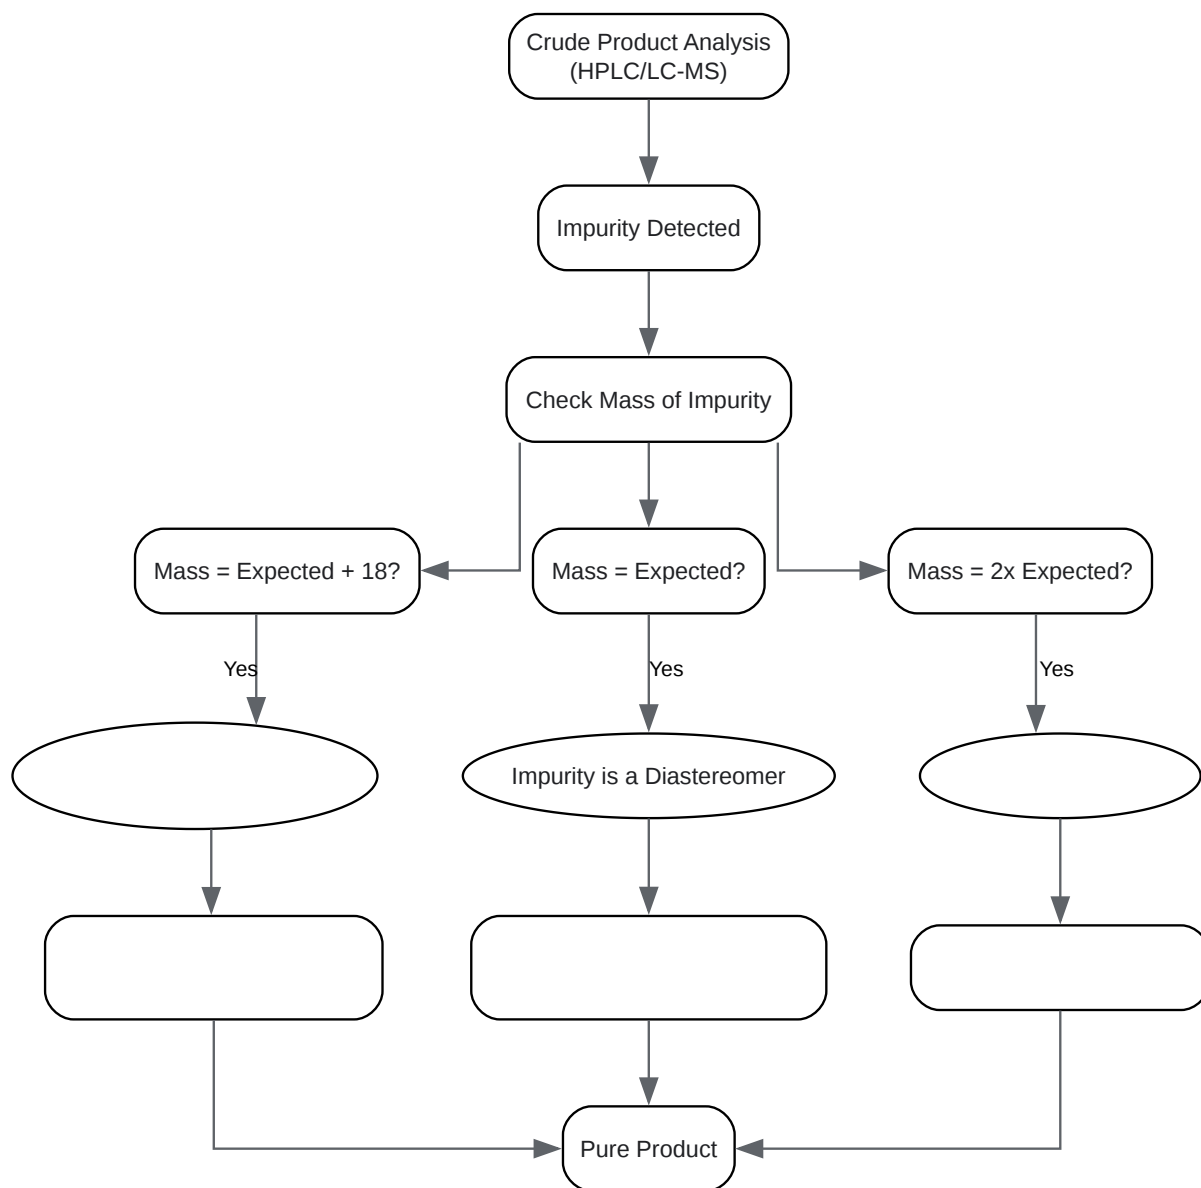 Crude Product Analysis
(HPLC/LC-MS)
Impurity Detected
Check Mass of Impurity
Mass = Expected + 18?
Mass = Expected?
Mass = 2x Expected?
Yes
Yes
Yes
Impurity is a Diastereomer
Pure Product